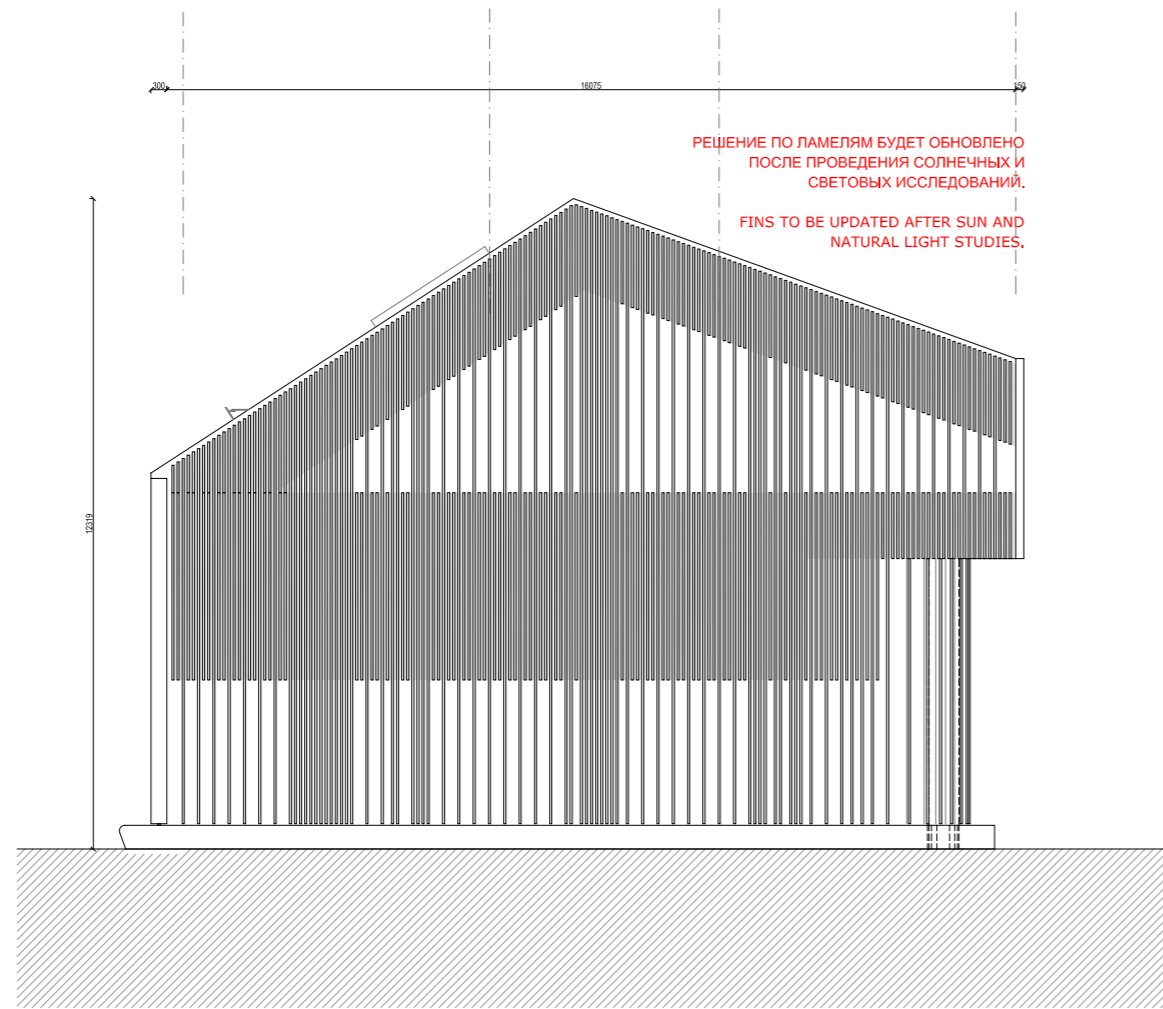 300
16075
150
РЕШЕНИЕ ПО ЛАМЕЛЯМ БУДЕТ ОБНОВЛЕНО
ПОСЛЕ ПРОВЕДЕНИЯ СОЛНЕЧНЫХ И
СВЕТОВЫХ ИССЛЕДОВАНИЙ.
FINS TO BE UPDATED AFTER SUN AND
NATURAL LIGHT STUDIES.
12319